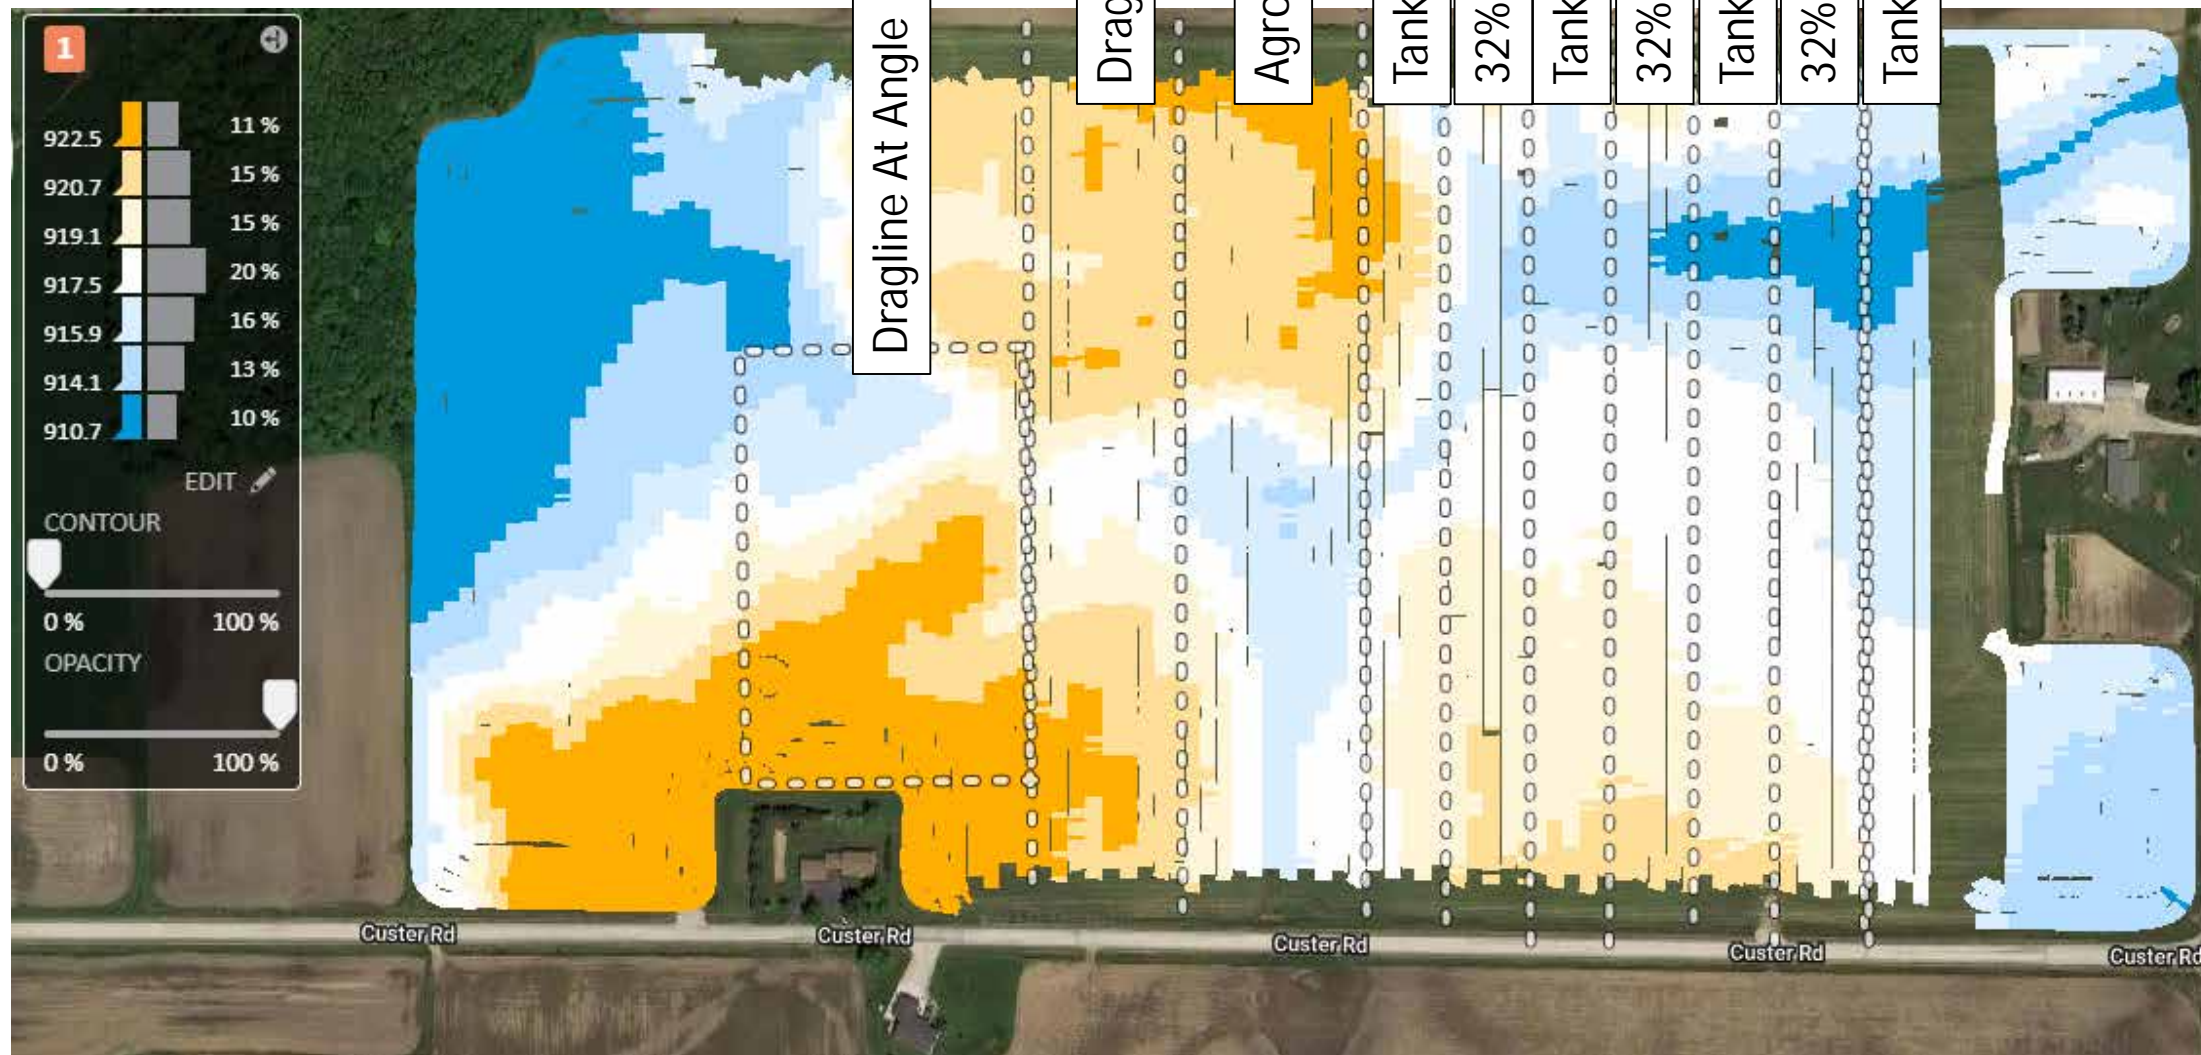 1
922.5 11 %
920.7 15 %
919.1 15 %
917.5 20 %
915.9 16 %
914.1 13 %
910.7 10 %
EDIT
CONTOUR
0 % 100 %
OPACITY
0 % 100 %
Dragline At Angle
Drag
Agro
Tank
32%
Tank
32%
Tank
32%
Tank
Custer Rd
Custer Rd
Custer Rd
Custer Rd
Custer Rd